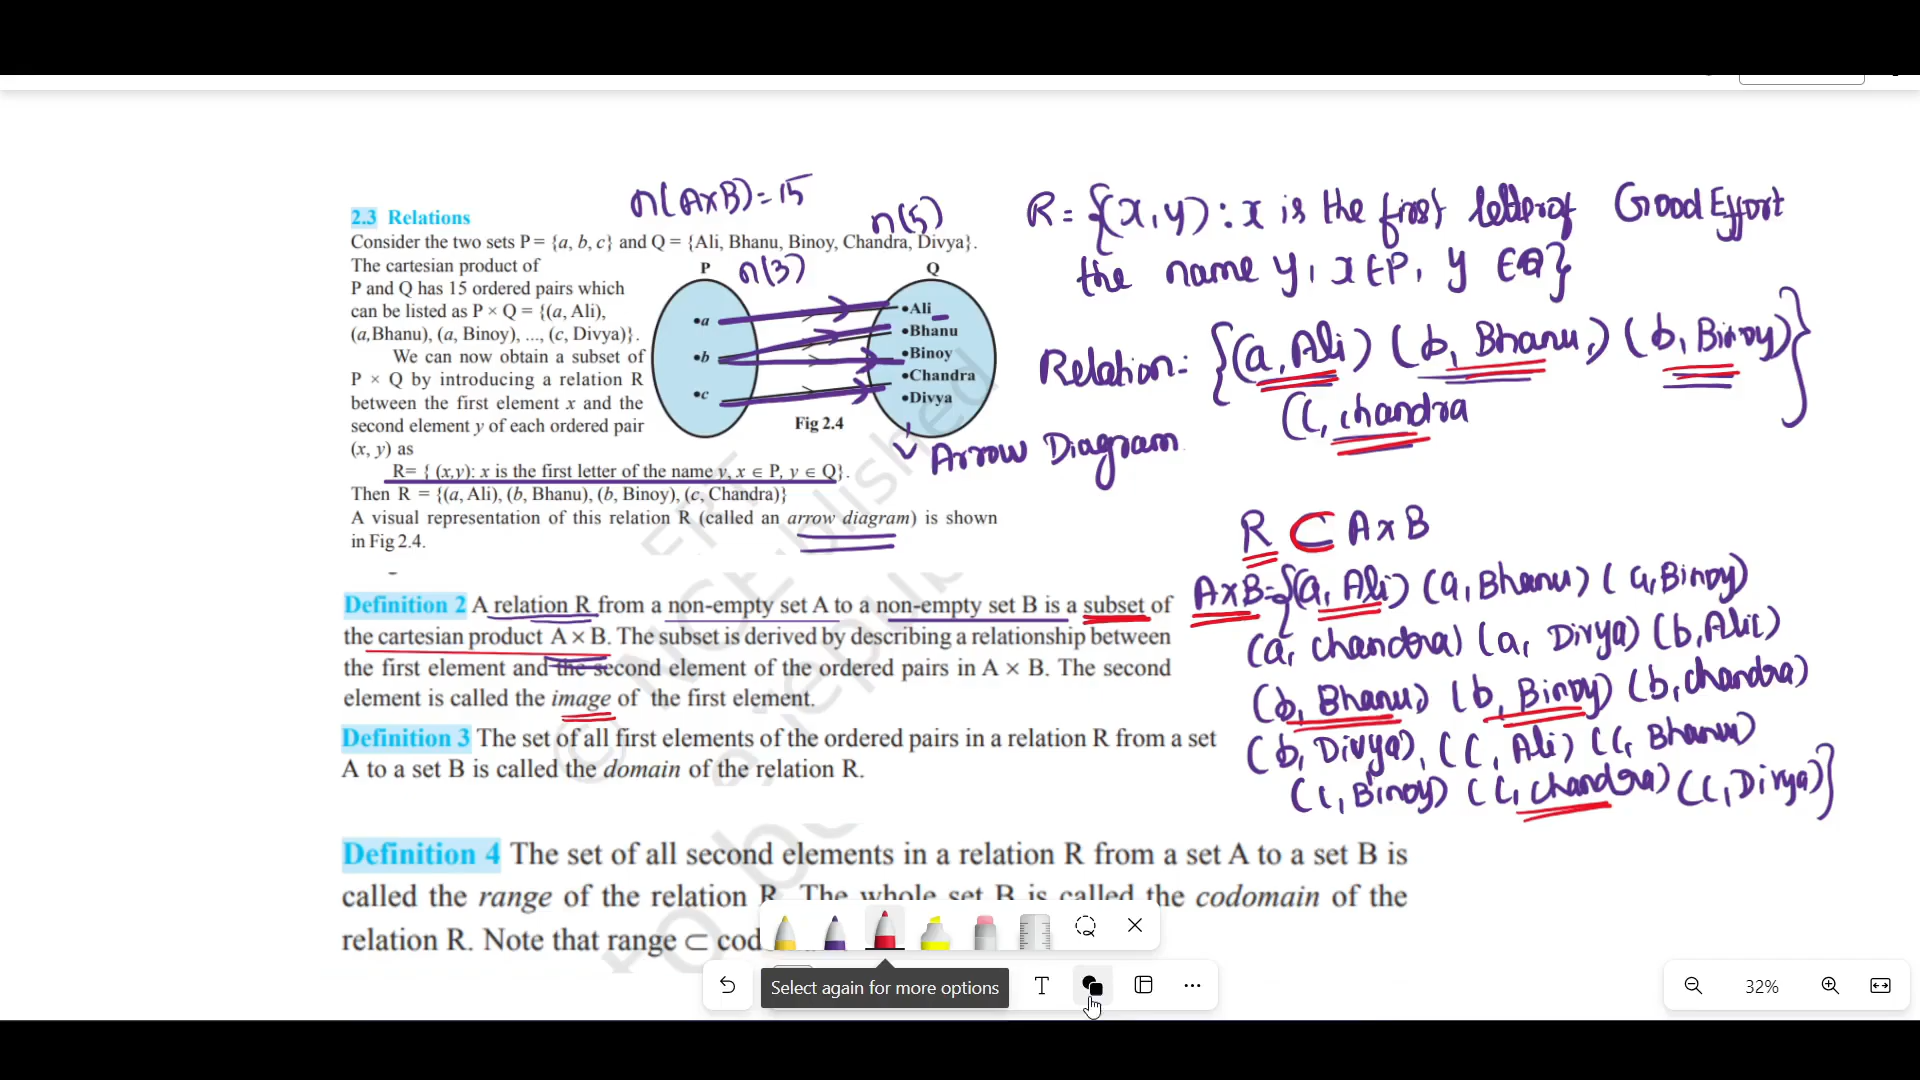 n(AxB)=15
n(5)
2.3 Relations
Consider the two sets P = {a, b, c} and Q = {Ali, Bhanu, Binoy, Chandra, Divya}.
The cartesian product of
P and Q has 15 ordered pairs which
can be listed as P × Q = {(a, Ali),
(a,Bhanu), (a, Binoy), ..., (c, Divya)}.
We can now obtain a subset of
P × Q by introducing a relation R
between the first element x and the
second element y of each ordered pair
(x, y) as
R= { (x,y): x is the first letter of the name y, x ∈ P, y ∈ Q}.
Then R = {(a, Ali), (b, Bhanu), (b, Binoy), (c, Chandra)}
A visual representation of this relation R (called an arrow diagram) is shown
in Fig 2.4.
P
n(3)
Q
•a
•b
•c
•Ali
•Bhanu
•Binoy
•Chandra
•Divya
Fig 2.4
Arrow Diagram
R = {(x,y) : x is the first letter of Good Effort
the name y, x ∈ P, y ∈ Q}
Relation: {(a, Ali) (b, Bhanu,) (b, Binoy)}
(c, chandra
R ⊂ AxB
AxB={(a, Ali) (a, Bhanu) (a, Binoy)
(a, chandra) (a, Divya) (b, Ali)
(b, Bhanu) (b, Binoy) (b, chandra)
(b, Divya), (c, Ali) (c, Bhanu)
(c, Binoy) (c, chandra) (c, Divya)}
Definition 2 A relation R from a non-empty set A to a non-empty set B is a subset of
the cartesian product A × B. The subset is derived by describing a relationship between
the first element and the second element of the ordered pairs in A × B. The second
element is called the image of the first element.
Definition 3 The set of all first elements of the ordered pairs in a relation R from a set
A to a set B is called the domain of the relation R.
Definition 4 The set of all second elements in a relation R from a set A to a set B is
called the range of the relation R. The whole set B is called the codomain of the
relation R. Note that range ⊂ cod
Select again for more options
T
32%